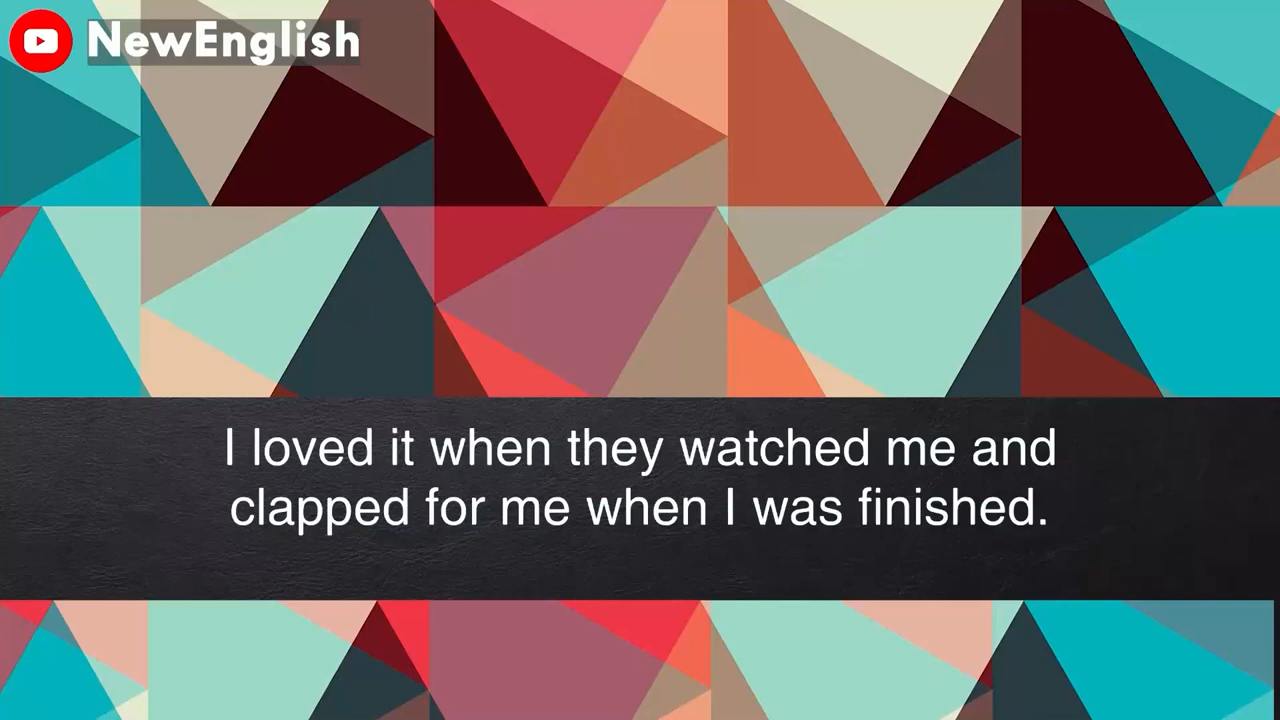 NewEnglish
I loved it when they watched me and
clapped for me when I was finished.